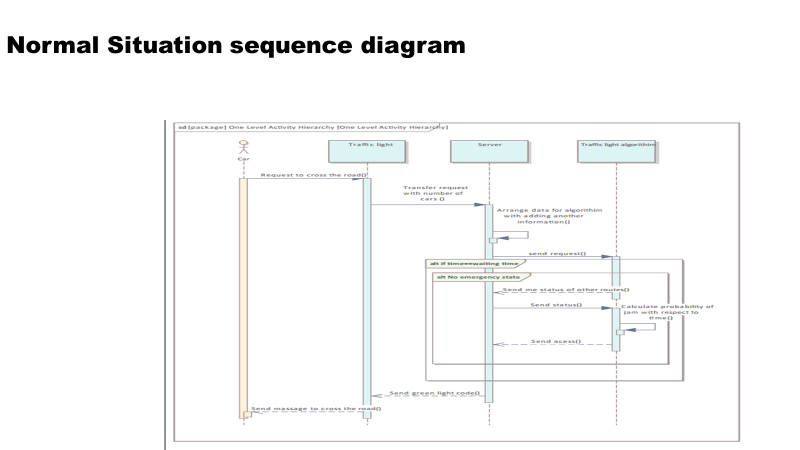 Normal Situation sequence diagram
sd [package] One Level Activity Hierarchy [One Level Activity Hierarchy]
Car
Traffic light
Server
Traffic light algorithim
Request to cross the road()
Transfer request
with number of
cars ()
Arrange data for algorithim
with adding another
information()
send request()
alt if time==waiting time
alt No emergency state
Send me status of other routes()
Send status()
Calculate probability of
jam with respect to
time()
Send acess()
Send green light code()
Send massage to cross the road()